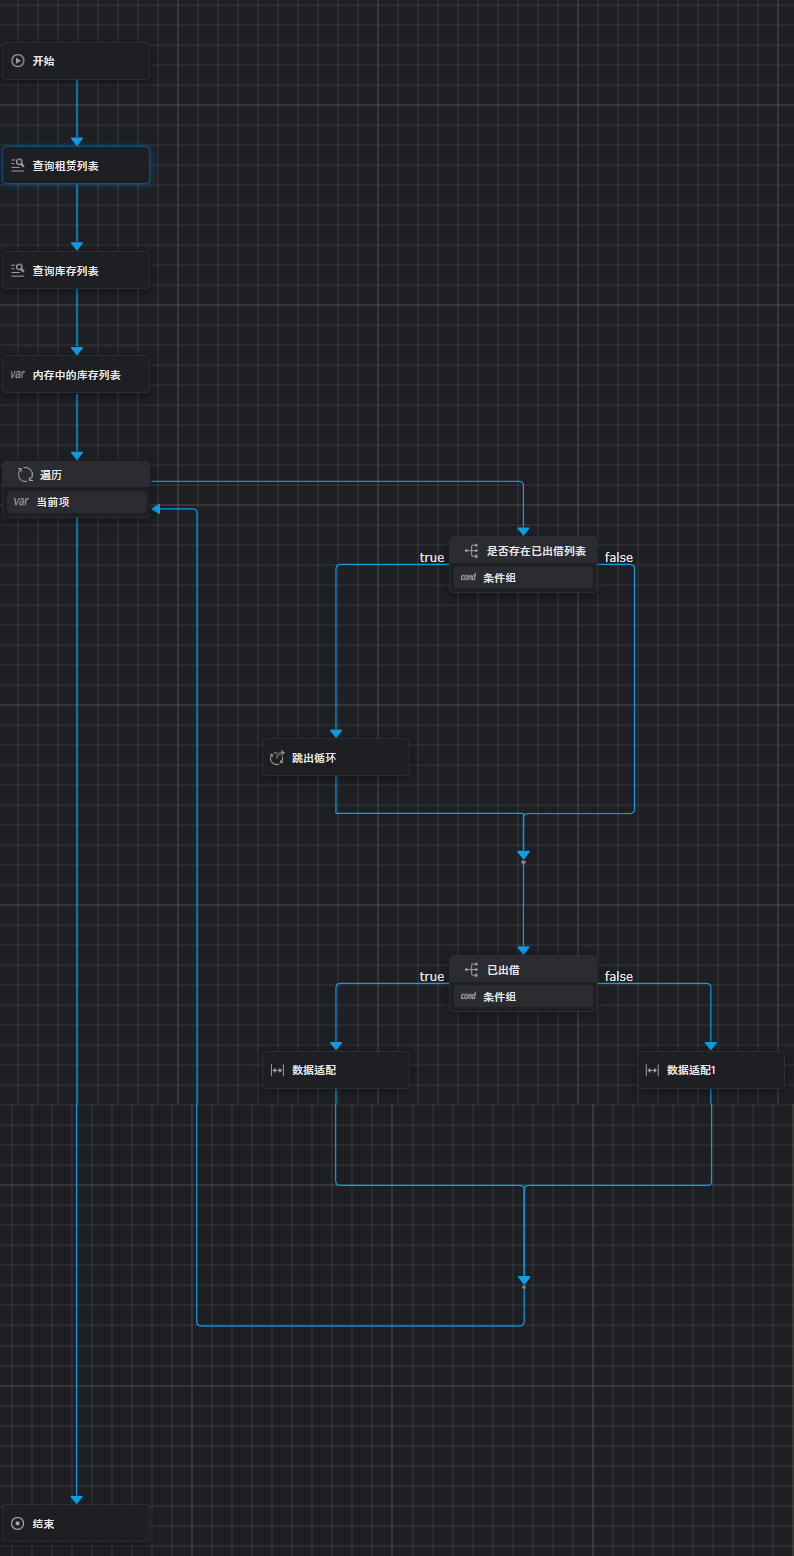 开始
查询租赁列表
查询库存列表
var 内存中的库存列表
遍历
var 当前项
true
是否存在已出借列表
false
cond 条件组
跳出循环
true
已出借
false
cond 条件组
数据适配
数据适配1
结束